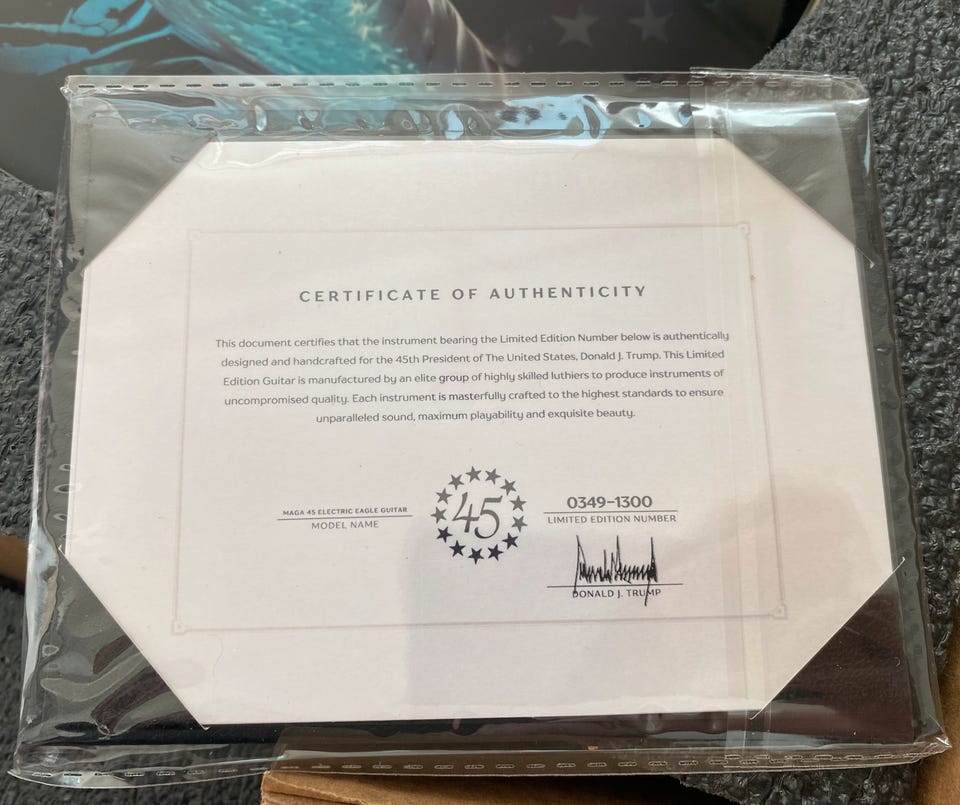 CERTIFICATE OF AUTHENTICITY
This document certifies that the instrument bearing the Limited Edition Number below is authentically
designed and handcrafted for the 45th President of The United States, Donald J. Trump. This Limited
Edition Guitar is manufactured by an elite group of highly skilled luthiers to produce instruments of
uncompromised quality. Each instrument is masterfully crafted to the highest standards to ensure
unparalleled sound, maximum playability and exquisite beauty.
MAGA 45 ELECTRIC EAGLE GUITAR
MODEL NAME
45
0349-1300
LIMITED EDITION NUMBER
DONALD J. TRUMP